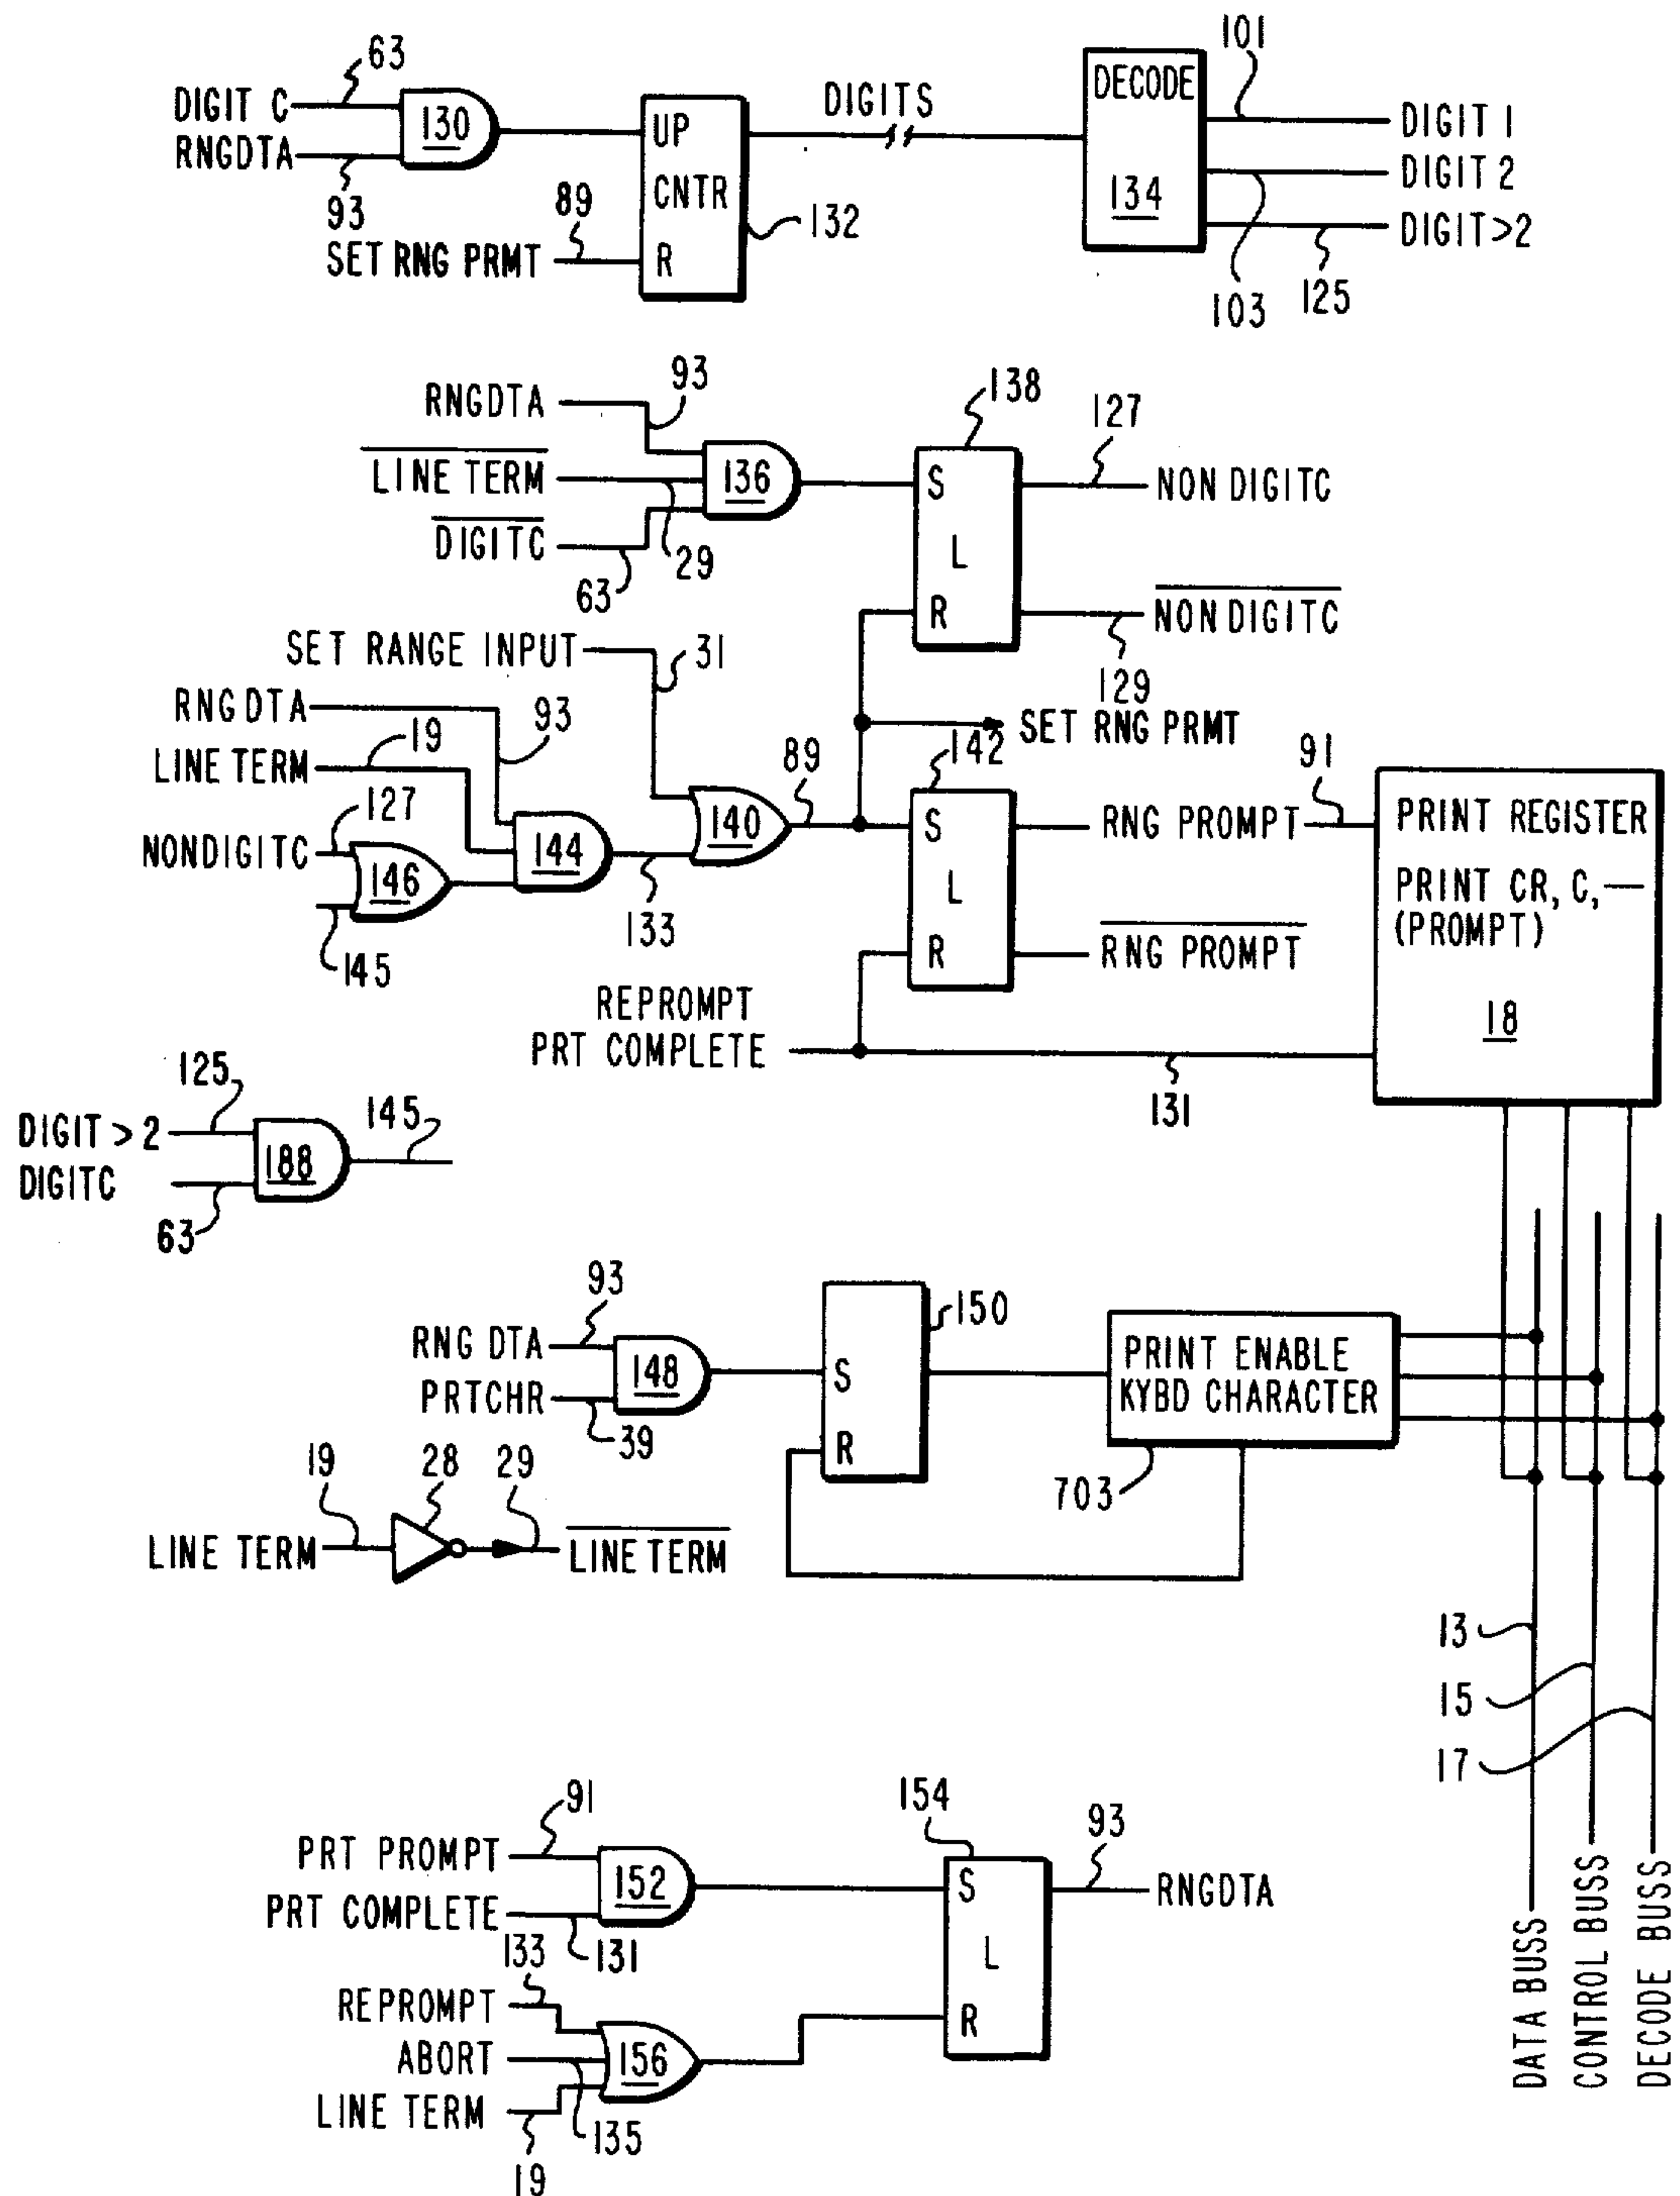 63
DIGIT C
130
RNGDTA
93
SET RNG PRMT
89
UP
CNTR
R
132
DIGITS
DECODE
134
101
DIGIT 1
DIGIT 2
DIGIT>2
103
125
RNGDTA
93
LINE TERM
136
DIGITC
29
63
138
S
L
R
127
NON DIGITC
NON DIGITC
129
SET RANGE INPUT
31
RNGDTA
93
LINE TERM
19
NONDIGITC
127
146
145
144
133
140
89
SET RNG PRMT
142
S
L
R
RNG PROMPT
91
RNG PROMPT
REPROMPT
PRT COMPLETE
131
PRINT REGISTER
PRINT CR, C, —
(PROMPT)
18
125
145
DIGIT > 2
188
DIGITC
63
RNG DTA
93
148
PRTCHR
39
S
R
150
PRINT ENABLE
KYBD CHARACTER
703
19
28
29
LINE TERM
LINE TERM
13
15
17
DATA BUSS
CONTROL BUSS
DECODE BUSS
PRT PROMPT
91
152
PRT COMPLETE
131
133
REPROMPT
ABORT
156
LINE TERM
135
19
154
S
L
R
93
RNGDTA